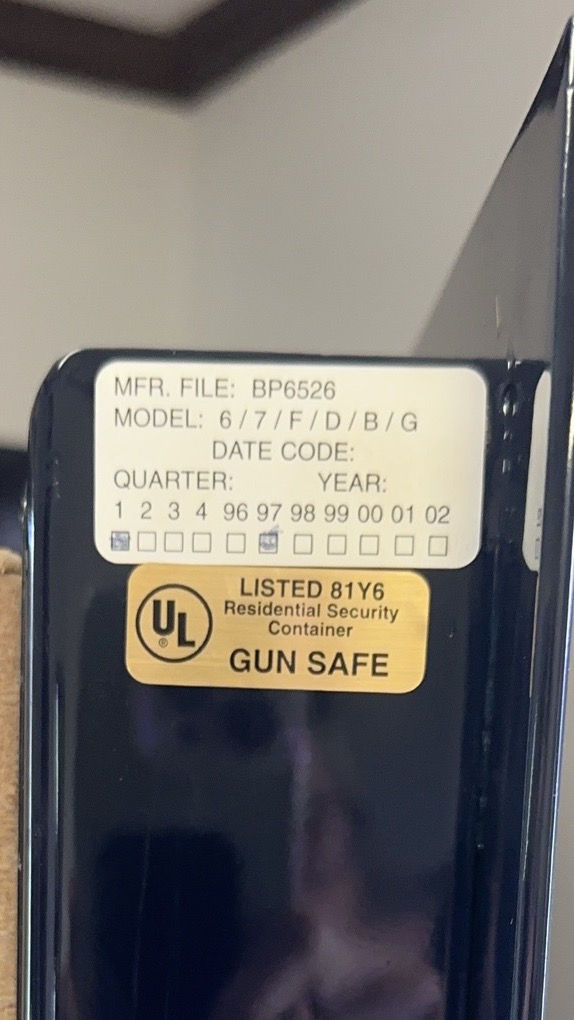 MFR. FILE: BP6526
MODEL: 6/7/F/D/B/G
DATE CODE:
QUARTER: YEAR:
1 2 3 4 96 97 98 99 00 01 02
UL
®
LISTED 81Y6
Residential Security
Container
GUN SAFE